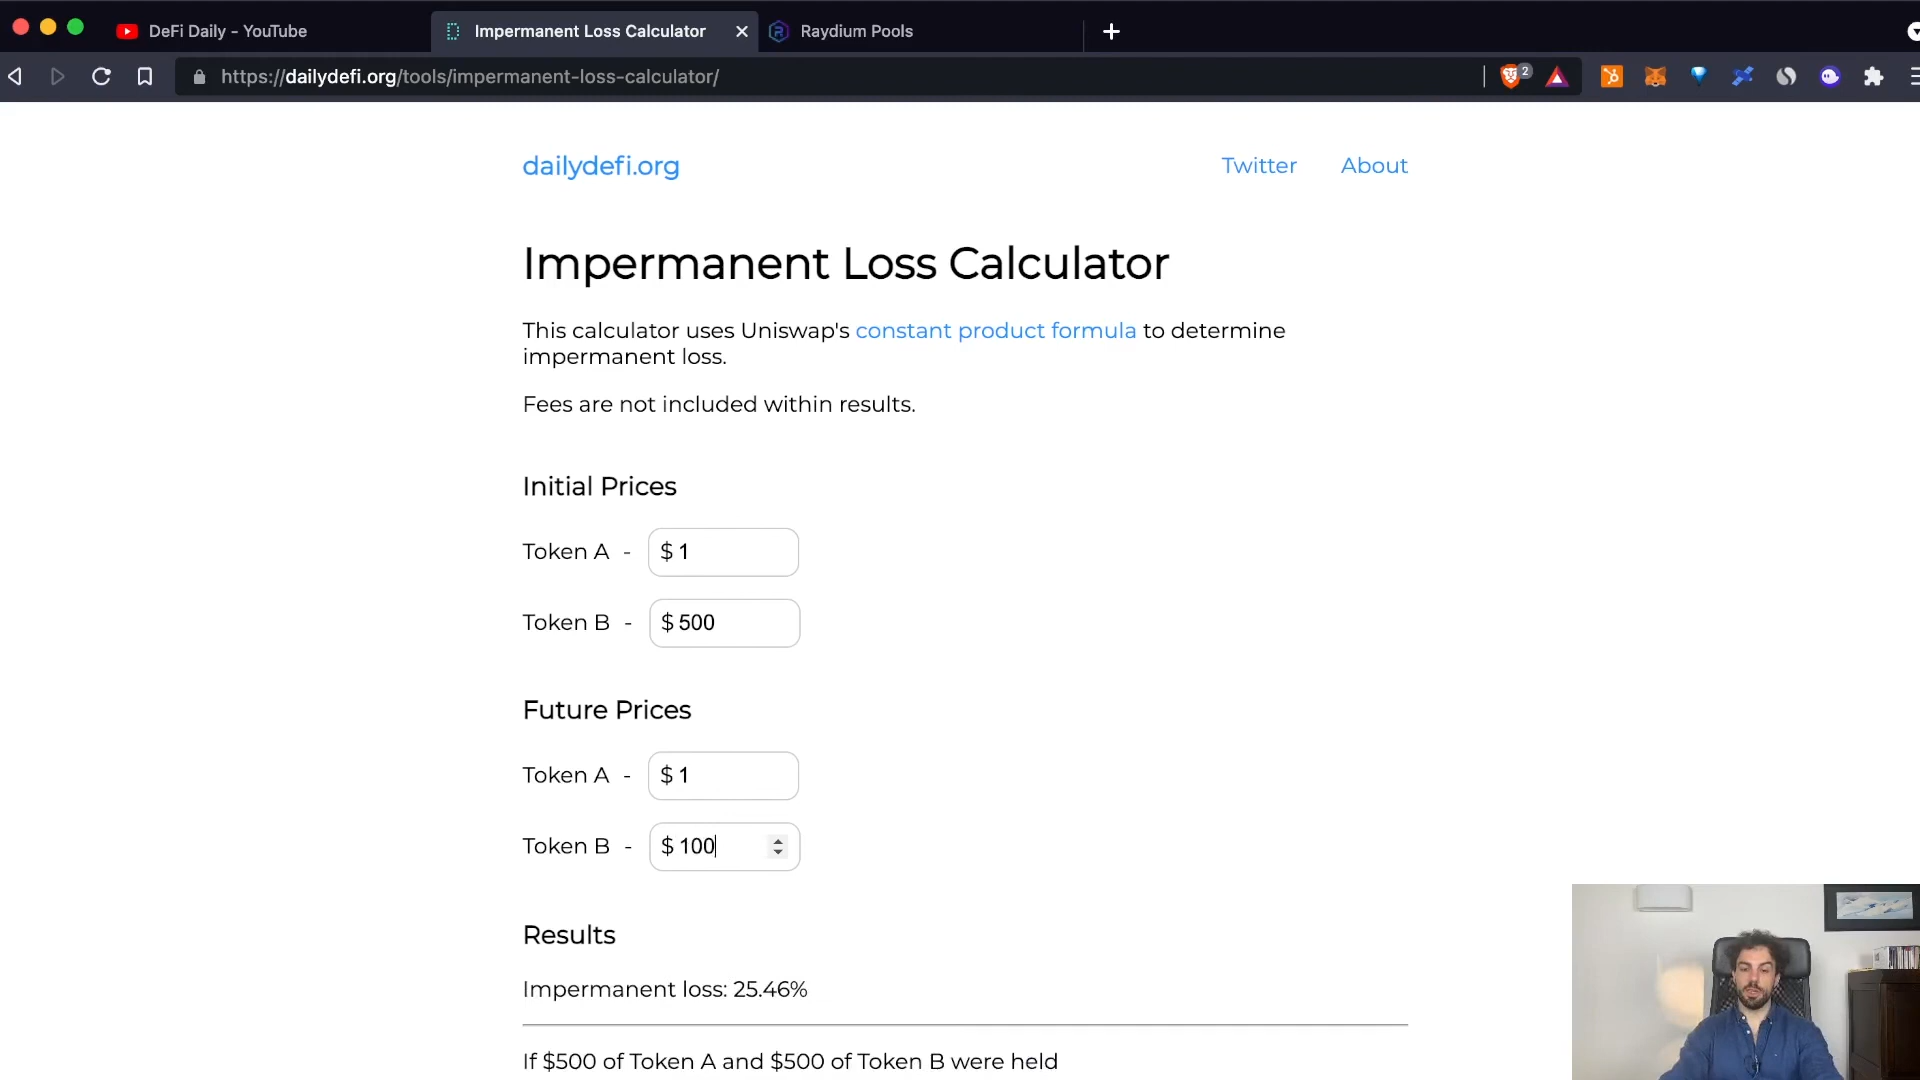 DeFi Daily - YouTube
Impermanent Loss Calculator
Raydium Pools
https://dailydefi.org/tools/impermanent-loss-calculator/
2
dailydefi.org
Twitter
About
Impermanent Loss Calculator
This calculator uses Uniswap's constant product formula to determine
impermanent loss.
Fees are not included within results.
Initial Prices
Token A - $ 1
Token B - $ 500
Future Prices
Token A - $ 1
Token B - $ 100
Results
Impermanent loss: 25.46%
If $500 of Token A and $500 of Token B were held